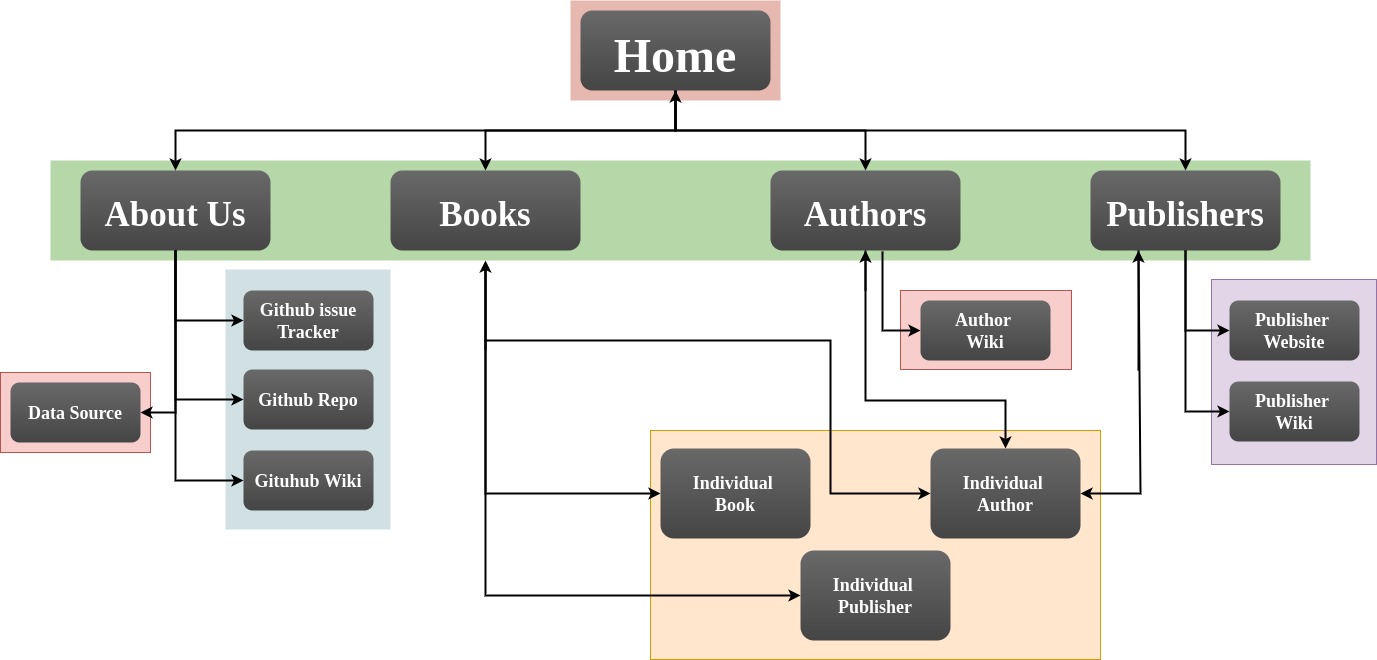 Home
About Us
Books
Authors
Publishers
Github issue
Tracker
Github Repo
Gituhub Wiki
Data Source
Author
Wiki
Publisher
Website
Publisher
Wiki
Individual
Book
Individual
Author
Individual
Publisher